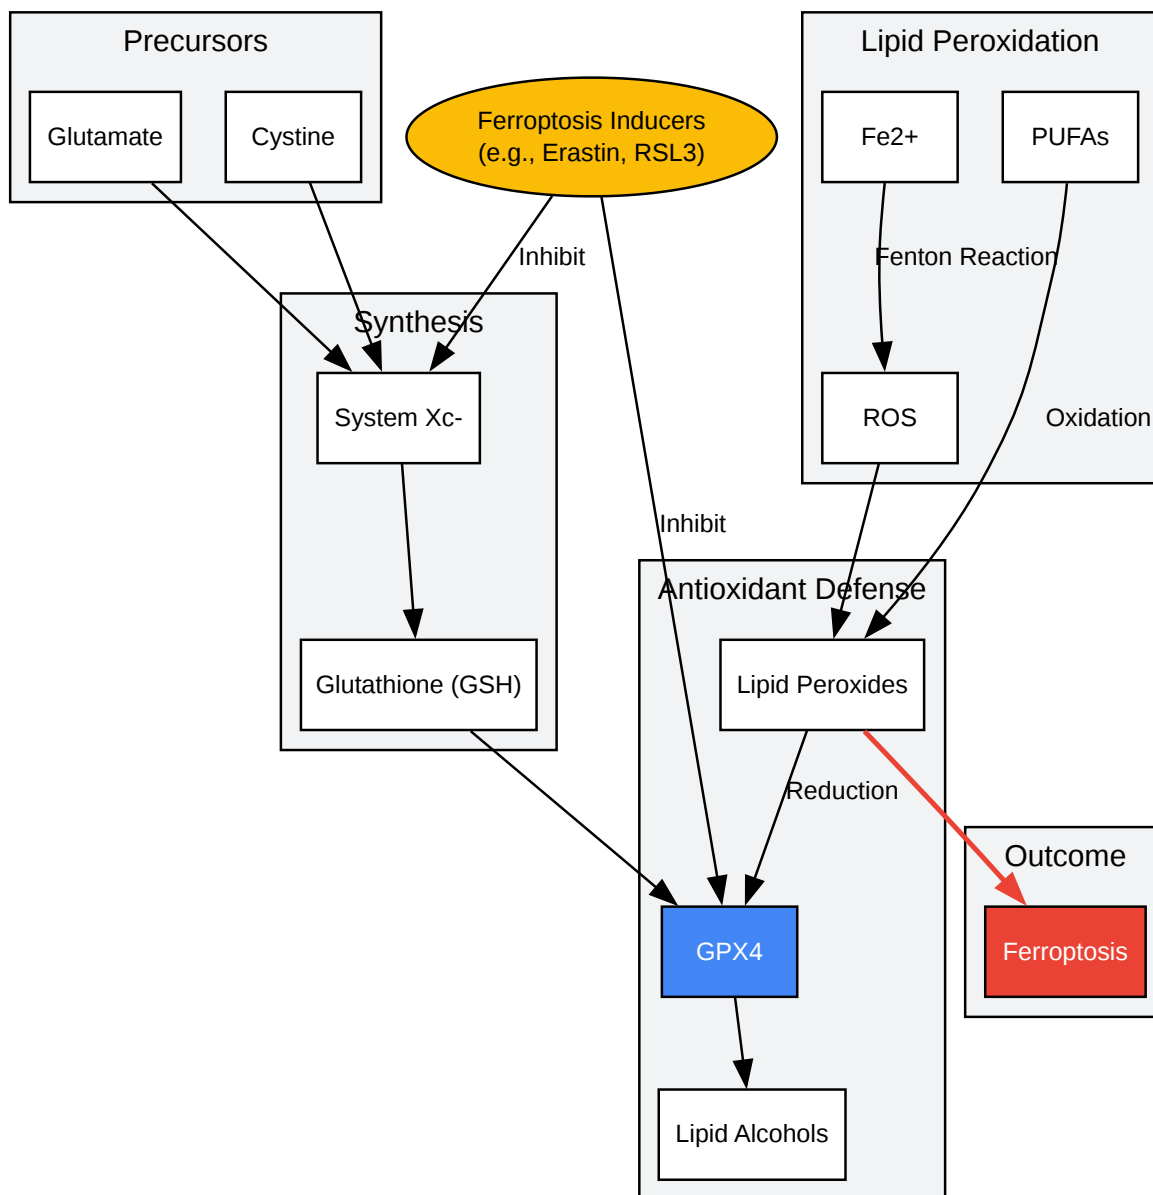 Precursors
Lipid Peroxidation
Glutamate
Cystine
Ferroptosis Inducers
(e.g., Erastin, RSL3)
Fe2+
PUFAs
Inhibit
Fenton Reaction
Synthesis
System Xc-
ROS
Oxidation
Inhibit
Antioxidant Defense
Glutathione (GSH)
Lipid Peroxides
Reduction
Outcome
GPX4
Ferroptosis
Lipid Alcohols